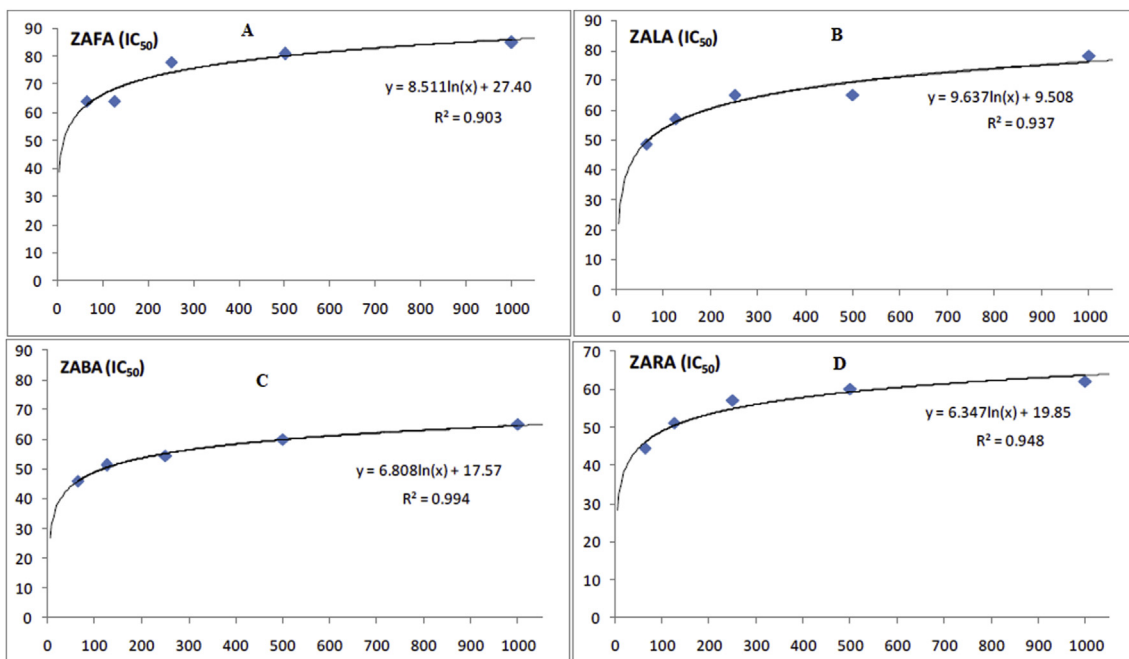 ZAFA (IC50)
A
90
80
70
60
50
40
30
20
10
0
y = 8.511ln(x) + 27.40
R² = 0.903
0 100 200 300 400 500 600 700 800 900 1000
ZALA (IC50)
B
90
80
70
60
50
40
30
20
10
0
y = 9.637ln(x) + 9.508
R² = 0.937
0 100 200 300 400 500 600 700 800 900 1000
ZABA (IC50)
C
90
80
70
60
50
40
30
20
10
0
y = 6.808ln(x) + 17.57
R² = 0.994
0 100 200 300 400 500 600 700 800 900 1000
ZARA (IC50)
D
70
60
50
40
30
20
10
0
y = 6.347ln(x) + 19.85
R² = 0.948
0 100 200 300 400 500 600 700 800 900 1000